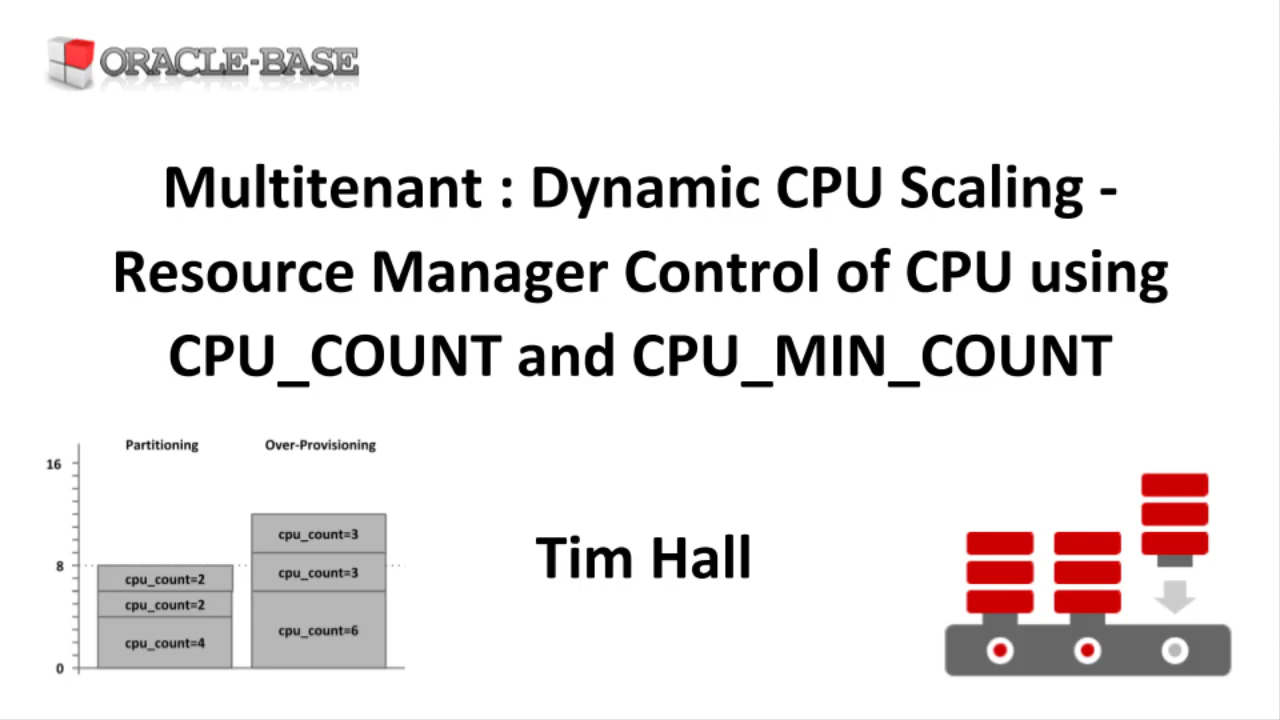 ORACLE-BASE
Multitenant : Dynamic CPU Scaling -
Resource Manager Control of CPU using
CPU_COUNT and CPU_MIN_COUNT
Partitioning
Over-Provisioning
16
8
0
cpu_count=2
cpu_count=2
cpu_count=4
cpu_count=3
cpu_count=3
cpu_count=6
Tim Hall